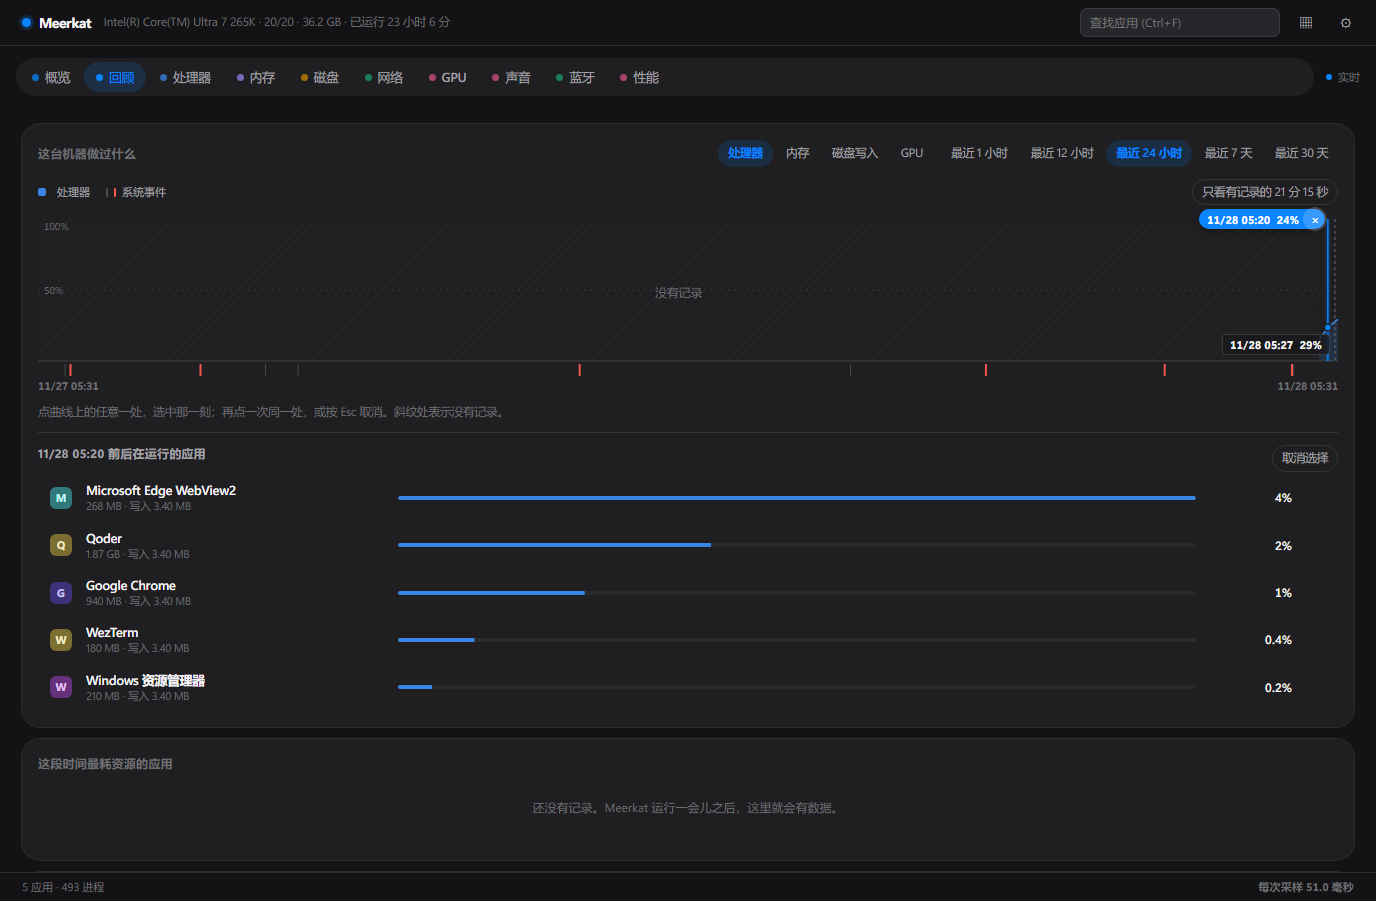 Meerkat Intel(R) Core(TM) Ultra 7 265K · 20/20 · 36.2 GB · 已运行 23 小时 6 分 查找应用 (Ctrl+F)
概览 回顾 处理器 内存 磁盘 网络 GPU 声音 蓝牙 性能 实时
这台机器做过什么 处理器 内存 磁盘写入 GPU 最近 1 小时 最近 12 小时 最近 24 小时 最近 7 天 最近 30 天
处理器 系统事件 只看有记录的 21 分 15 秒
11/28 05:20 24% ×
100%
50%
没有记录
11/28 05:27 29%
11/27 05:31 11/28 05:31
点曲线上的任意一处，选中那一刻；再点一次同一处，或按 Esc 取消。斜纹处表示没有记录。
11/28 05:20 前后在运行的应用 取消选择
M Microsoft Edge WebView2 4%
268 MB · 写入 3.40 MB
Q Qoder 2%
1.87 GB · 写入 3.40 MB
G Google Chrome 1%
940 MB · 写入 3.40 MB
W WezTerm 0.4%
180 MB · 写入 3.40 MB
W Windows 资源管理器 0.2%
210 MB · 写入 3.40 MB
这段时间最耗资源的应用
还没有记录。Meerkat 运行一会儿之后，这里就会有数据。
5 应用 · 493 进程 每次采样 51.0 毫秒